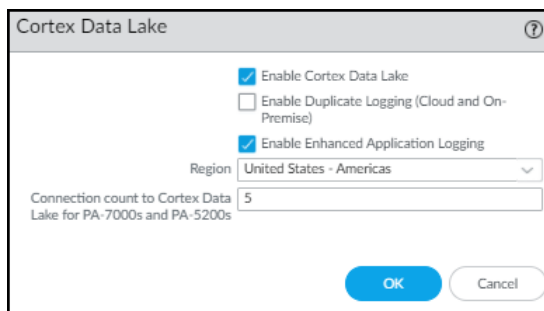 Cortex Data Lake
?
Enable Cortex Data Lake
Enable Duplicate Logging (Cloud and On-
Premise)
Enable Enhanced Application Logging
Region United States - Americas
Connection count to Cortex Data 5
Lake for PA-7000s and PA-5200s
OK Cancel